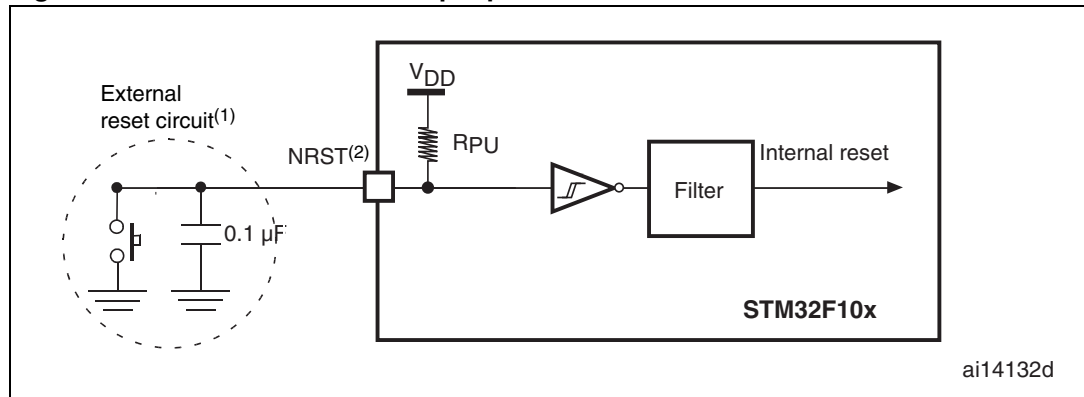 VDD
External
reset circuit(1)
NRST(2)
RPU
Internal reset
Filter
0.1 µF
STM32F10x
ai14132d